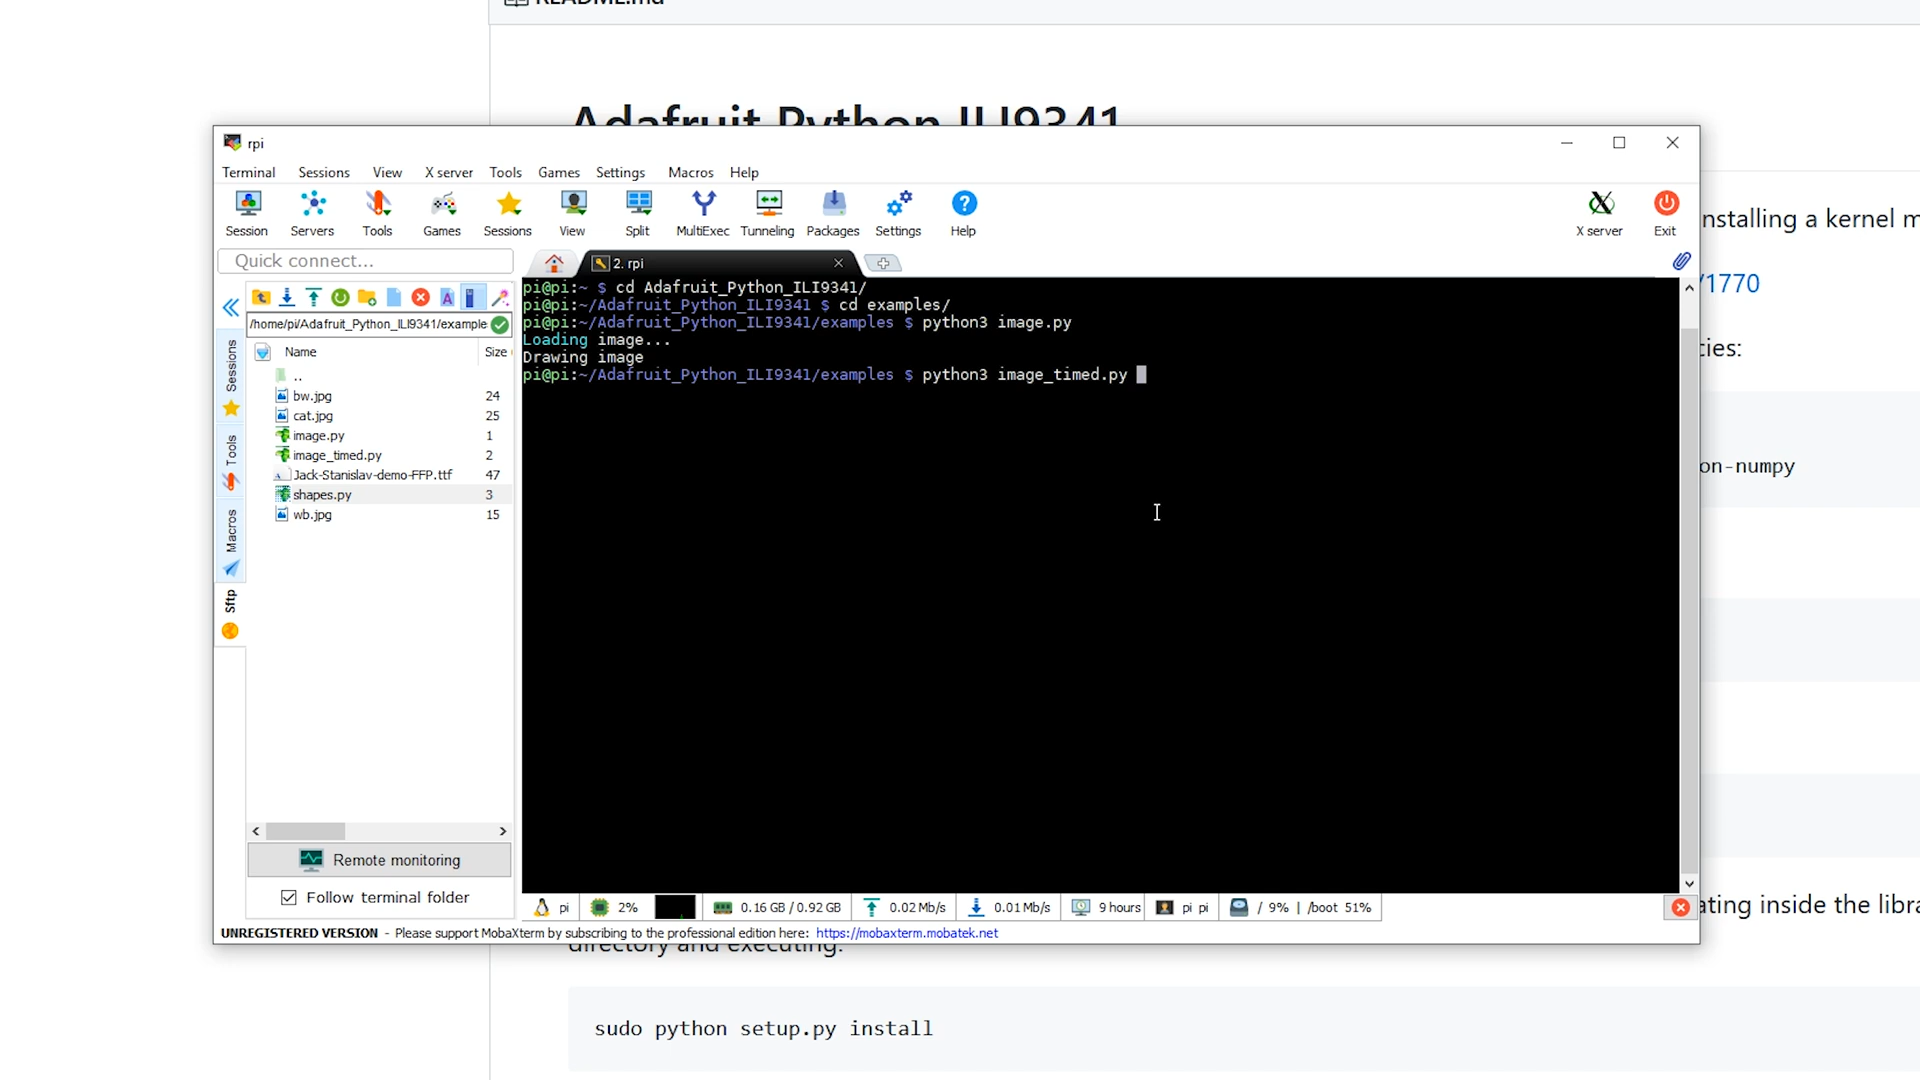 README.md
Adafruit Python ILI9341
rpi
Terminal Sessions View X server Tools Games Settings Macros Help
Session Servers Tools Games Sessions View Split MultiExec Tunneling Packages Settings Help X server Exit
nstalling a kernel m
Quick connect...
2. rpi
/1770
pi@pi:~ $ cd Adafruit_Python_ILI9341/
pi@pi:~/Adafruit_Python_ILI9341 $ cd examples/
pi@pi:~/Adafruit_Python_ILI9341/examples $ python3 image.py
Loading image...
Drawing image
pi@pi:~/Adafruit_Python_ILI9341/examples $ python3 image_timed.py
/home/pi/Adafruit_Python_ILI9341/example
Name Size
..
bw.jpg 24
cat.jpg 25
image.py 1
image_timed.py 2
Jack-Stanislav-demo-FFP.ttf 47
shapes.py 3
wb.jpg 15
Sessions
Tools
Macros
Sftp
cies:
on-numpy
Remote monitoring
Follow terminal folder
pi 2% 0.16 GB / 0.92 GB 0.02 Mb/s 0.01 Mb/s 9 hours pi pi / 9% | /boot 51%
ating inside the libra
UNREGISTERED VERSION - Please support MobaXterm by subscribing to the professional edition here: https://mobaxterm.mobatek.net
directory and executing:
sudo python setup.py install